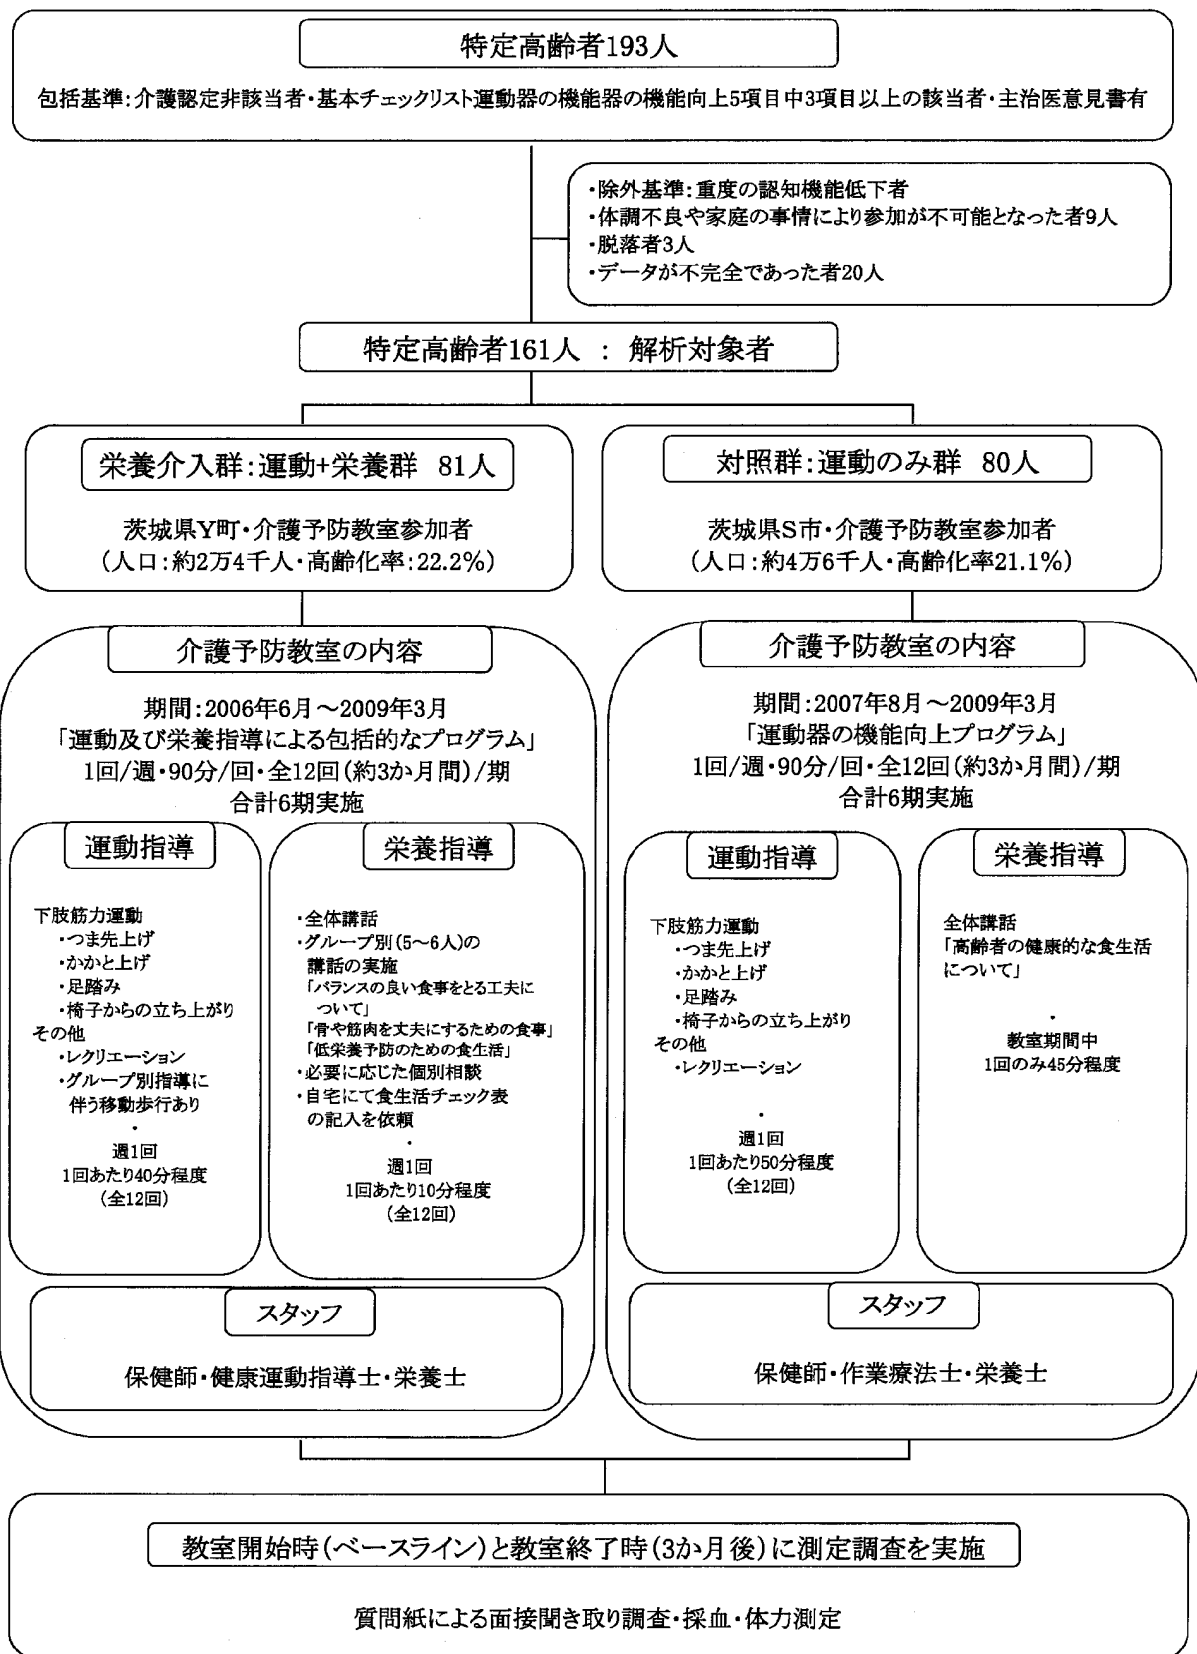 特定高齢者193人
包括基準:介護認定非該当者・基本チェックリスト運動器の機能器の機能向上5項目中3項目以上の該当者・主治医意見書有
・除外基準:重度の認知機能低下者
・体調不良や家庭の事情により参加が不可能となった者9人
・脱落者3人
・データが不完全であった者20人
特定高齢者161人 : 解析対象者
栄養介入群:運動+栄養群 81人
茨城県Y町・介護予防教室参加者
(人口:約2万4千人・高齢化率:22.2%)
対照群:運動のみ群 80人
茨城県S市・介護予防教室参加者
(人口:約4万6千人・高齢化率21.1%)
介護予防教室の内容
期間:2006年6月～2009年3月
「運動及び栄養指導による包括的なプログラム」
1回/週・90分/回・全12回(約3か月間)/期
合計6期実施
運動指導
下肢筋力運動
・つま先上げ
・かかと上げ
・足踏み
・椅子からの立ち上がり
その他
・レクリエーション
・グループ別指導に
伴う移動歩行あり
・
週1回
1回あたり40分程度
(全12回)
栄養指導
・全体講話
・グループ別(5～6人)の
講話の実施
「バランスの良い食事をとる工夫に
ついて」
「骨や筋肉を丈夫にするための食事」
「低栄養予防のための食生活」
・必要に応じた個別相談
・自宅にて食生活チェック表
の記入を依頼
・
週1回
1回あたり10分程度
(全12回)
スタッフ
保健師・健康運動指導士・栄養士
介護予防教室の内容
期間:2007年8月～2009年3月
「運動器の機能向上プログラム」
1回/週・90分/回・全12回(約3か月間)/期
合計6期実施
運動指導
下肢筋力運動
・つま先上げ
・かかと上げ
・足踏み
・椅子からの立ち上がり
その他
・レクリエーション
・
週1回
1回あたり50分程度
(全12回)
栄養指導
全体講話
「高齢者の健康的な食生活
について」
・
教室期間中
1回のみ45分程度
スタッフ
保健師・作業療法士・栄養士
教室開始時(ベースライン)と教室終了時(3か月後)に測定調査を実施
質問紙による面接聞き取り調査・採血・体力測定